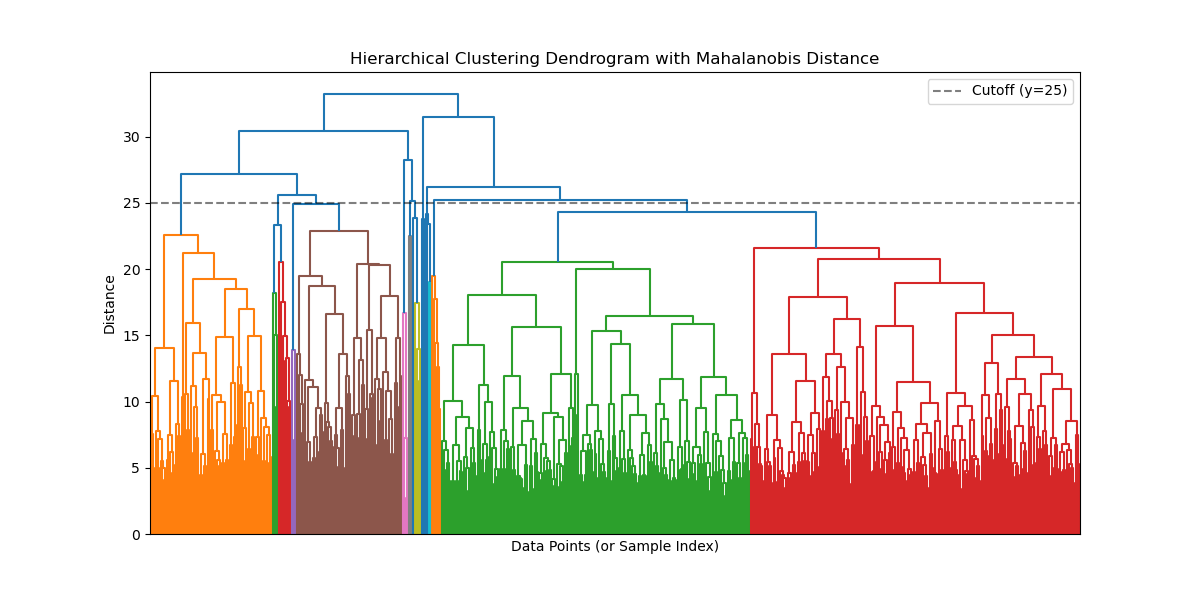 Hierarchical Clustering Dendrogram with Mahalanobis Distance
Cutoff (y=25)
30
25
20
15
10
5
0
Distance
Data Points (or Sample Index)